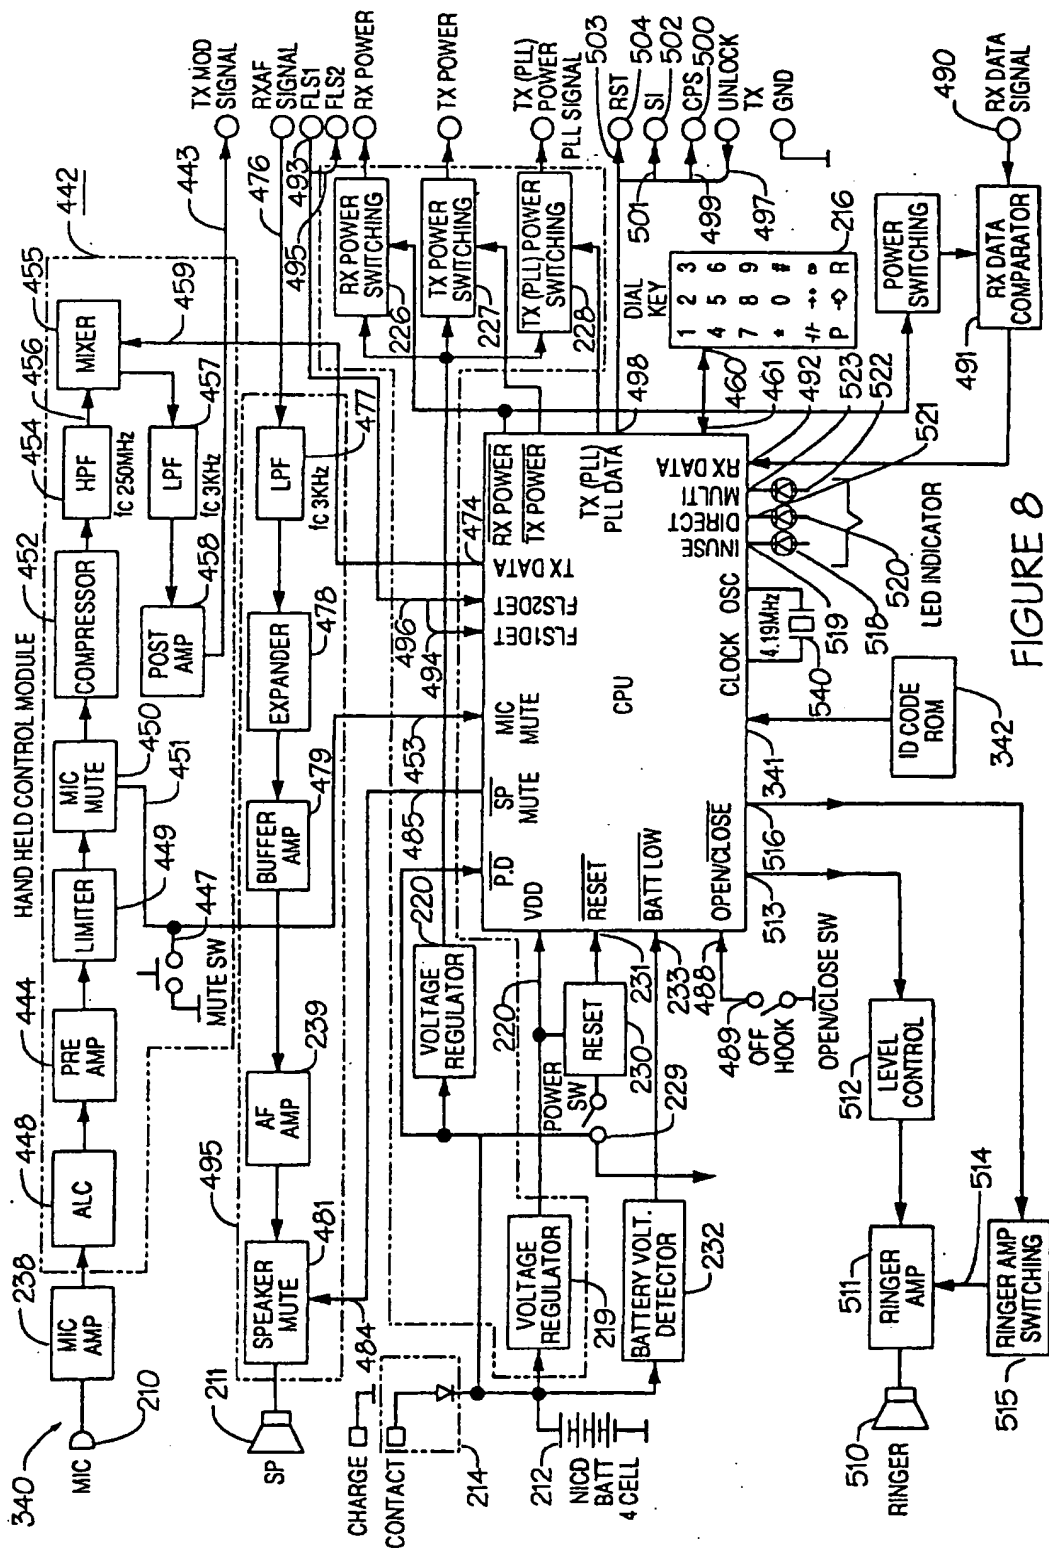 HAND HELD CONTROL MODULE
442
340
MIC
210
238
MIC AMP
448
ALC
444
PRE AMP
LIMITER
449
MIC MUTE
450
451
452
COMPRESSOR
454
HPF
fC 250MHz
456
455
MIXER
459
LPF
457
fC 3KHz
POST AMP
458
443
TX MOD SIGNAL
447
MUTE SW
SP
211
495
SPEAKER MUTE
481
484
AF AMP
239
BUFFER AMP
479
EXPANDER
478
LPF
477
fC 3KHz
476
RXAF SIGNAL
493
FLS1
FLS2
495
RX POWER
RX POWER SWITCHING
226
TX POWER
TX POWER SWITCHING
227
TX (PLL) POWER
TX (PLL) POWER SWITCHING
228
PLL SIGNAL
503
RST
504
SI
502
501
CPS
500
499
UNLOCK
497
TX
GND
CHARGE
CONTACT
214
212
NICD BATT 4 CELL
VOLTAGE REGULATOR
219
VOLTAGE REGULATOR
220
220
POWER SW
229
RESET
230
231
BATTERY VOLT. DETECTOR
232
233
488
489
OFF HOOK
OPEN/CLOSE SW
CPU
P.D
VDD
RESET
BATT LOW
OPEN/CLOSE
SP MUTE
485
MIC MUTE
453
FLS1DET
494
FLS2DET
496
TX DATA
474
RX POWER
TX POWER
TX (PLL)
PLL DATA
498
RX DATA
MULTI
DIRECT
INUSE
CLOCK
OSC
4.19MHz
540
460
461
492
523
522
521
520
518
519
LED INDICATOR
DIAL KEY
1 2 3
4 5 6
7 8 9
* 0 #
P
R
216
POWER SWITCHING
RX DATA COMPARATOR
491
490
RX DATA SIGNAL
ID CODE ROM
342
341
516
513
512
LEVEL CONTROL
511
RINGER AMP
510
RINGER
514
RINGER AMP SWITCHING
515
FIGURE 8